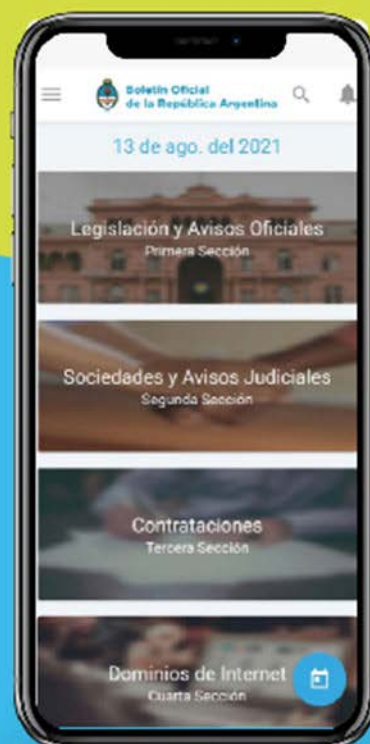 Boletín Oficial
de la República Argentina
13 de ago. del 2021
Legislación y Avisos Oficiales
Primera Sección
Sociedades y Avisos Judiciales
Segunda Sección
Contrataciones
Tercera Sección
Dominios de Internet
Cuarta Sección